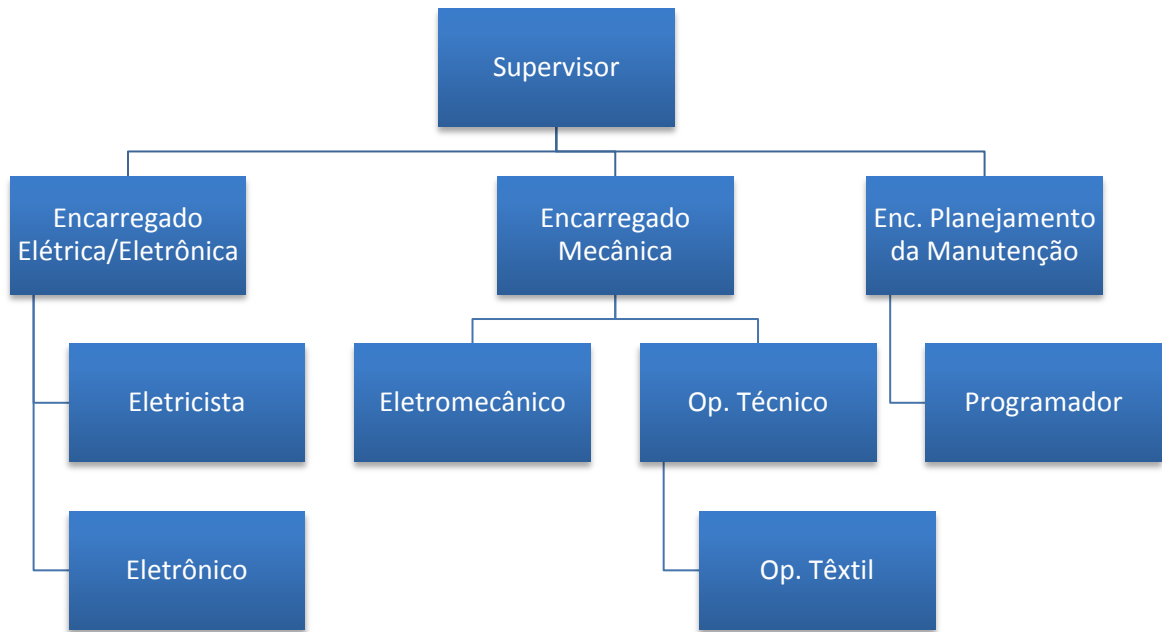 Supervisor
Encarregado
Elétrica/Eletrônica
Encarregado
Mecânica
Enc. Planejamento
da Manutenção
Eletricista
Eletromecânico
Op. Técnico
Programador
Eletrônico
Op. Têxtil